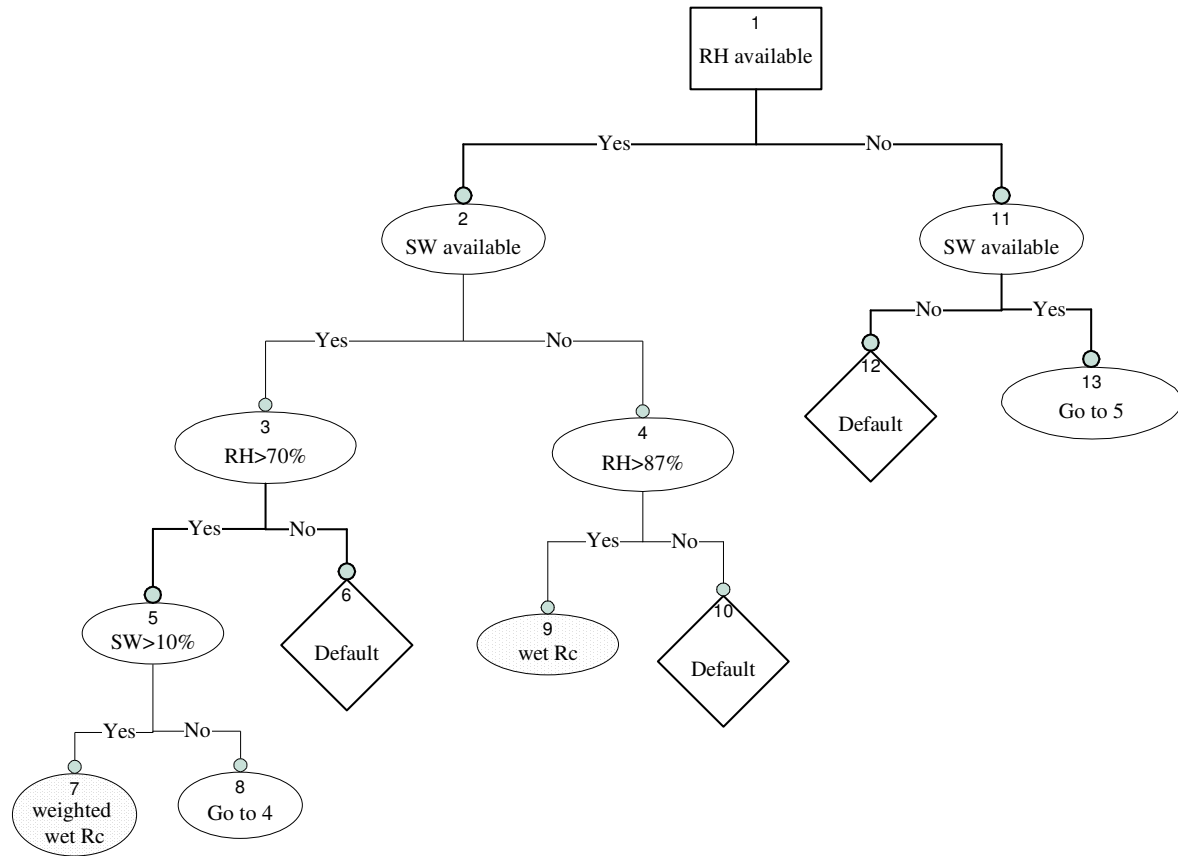 1
RH available
Yes
No
2
SW available
11
SW available
Yes
No
No
Yes
12
Default
13
Go to 5
3
RH>70%
4
RH>87%
Yes
No
Yes
No
5
SW>10%
6
Default
9
wet Rc
10
Default
Yes
No
7
weighted
wet Rc
8
Go to 4